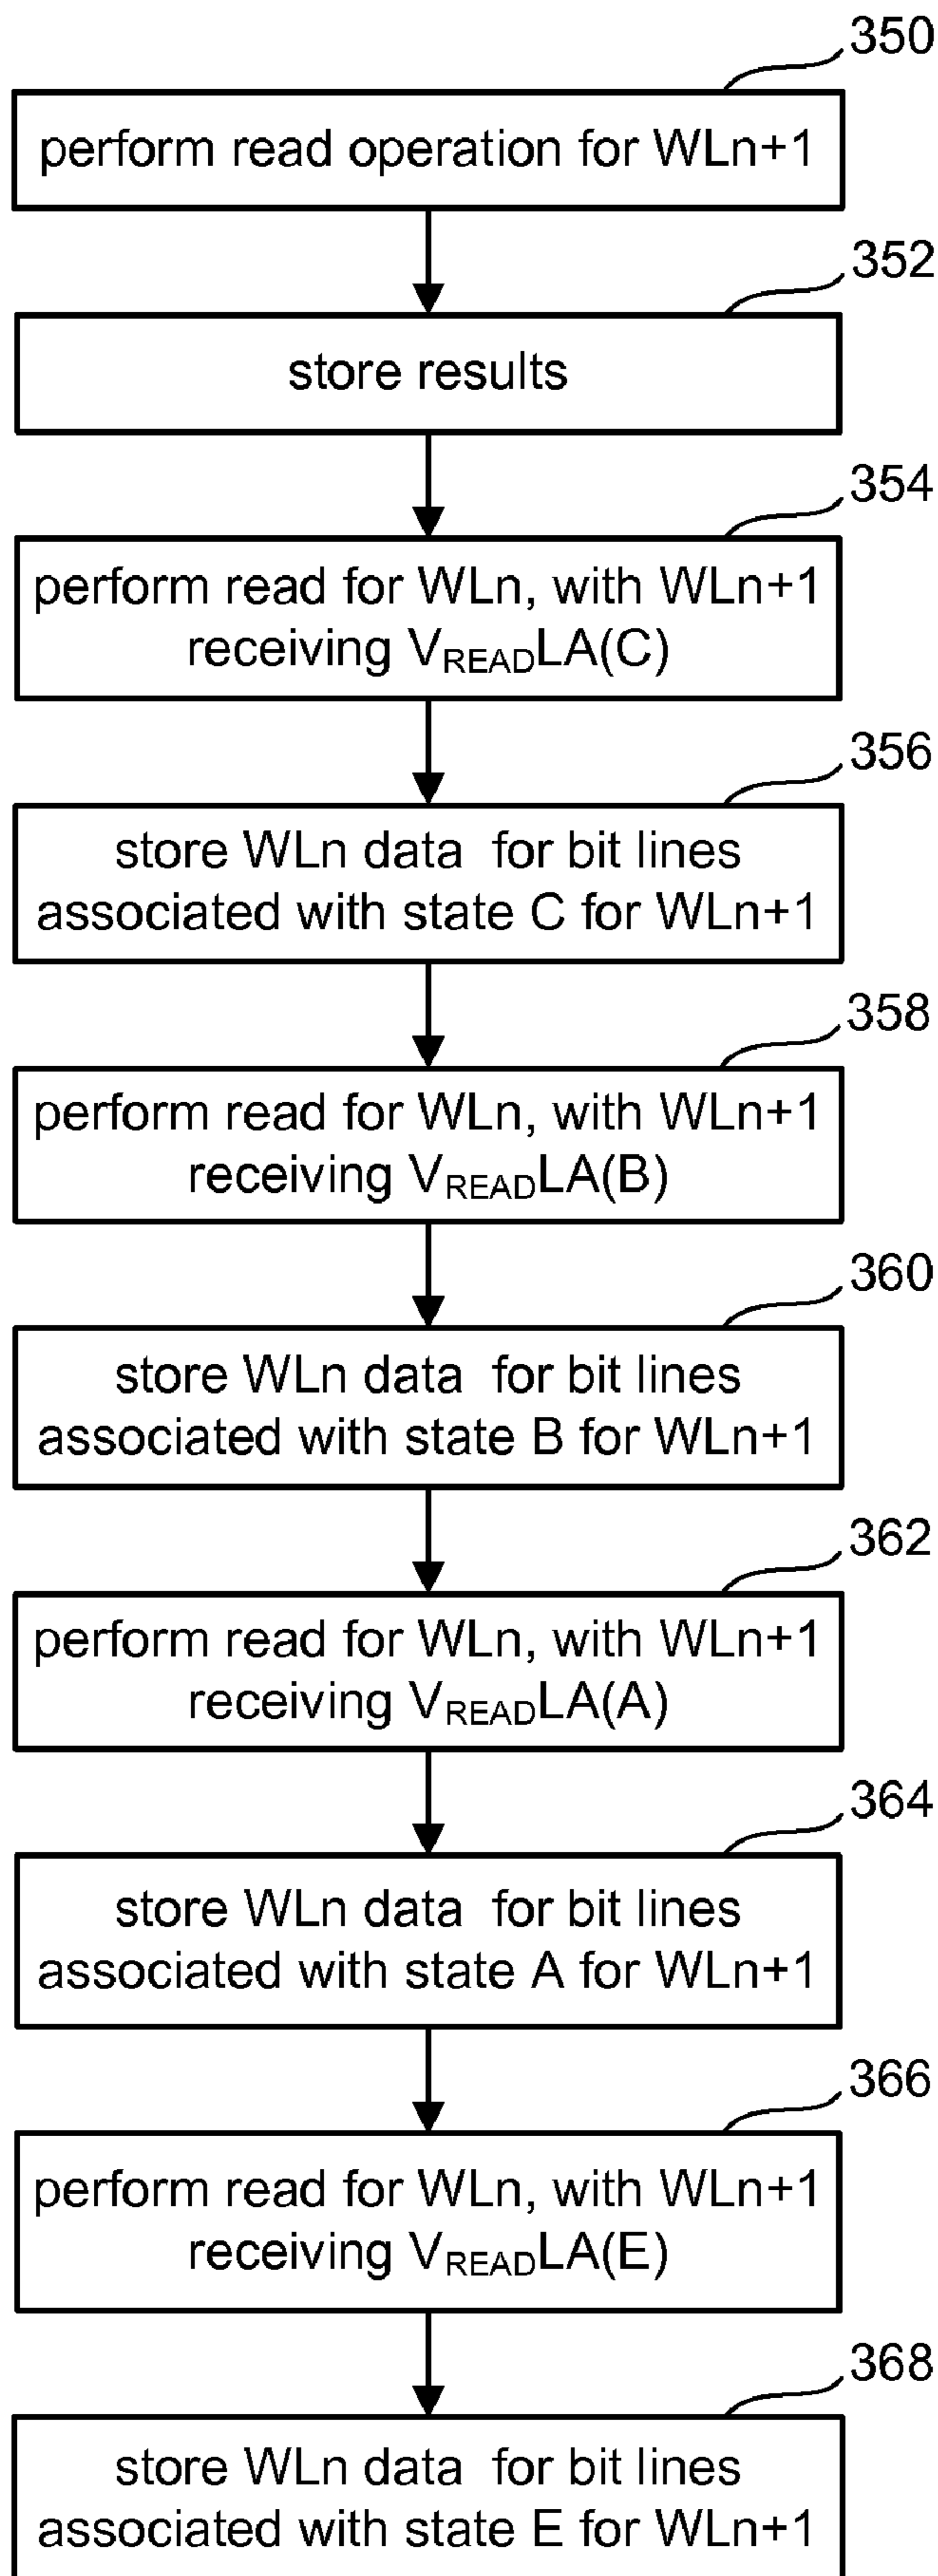 350
perform read operation for WLn+1
352
store results
354
perform read for WLn, with WLn+1
receiving VREADLA(C)
356
store WLn data for bit lines
associated with state C for WLn+1
358
perform read for WLn, with WLn+1
receiving VREADLA(B)
360
store WLn data for bit lines
associated with state B for WLn+1
362
perform read for WLn, with WLn+1
receiving VREADLA(A)
364
store WLn data for bit lines
associated with state A for WLn+1
366
perform read for WLn, with WLn+1
receiving VREADLA(E)
368
store WLn data for bit lines
associated with state E for WLn+1